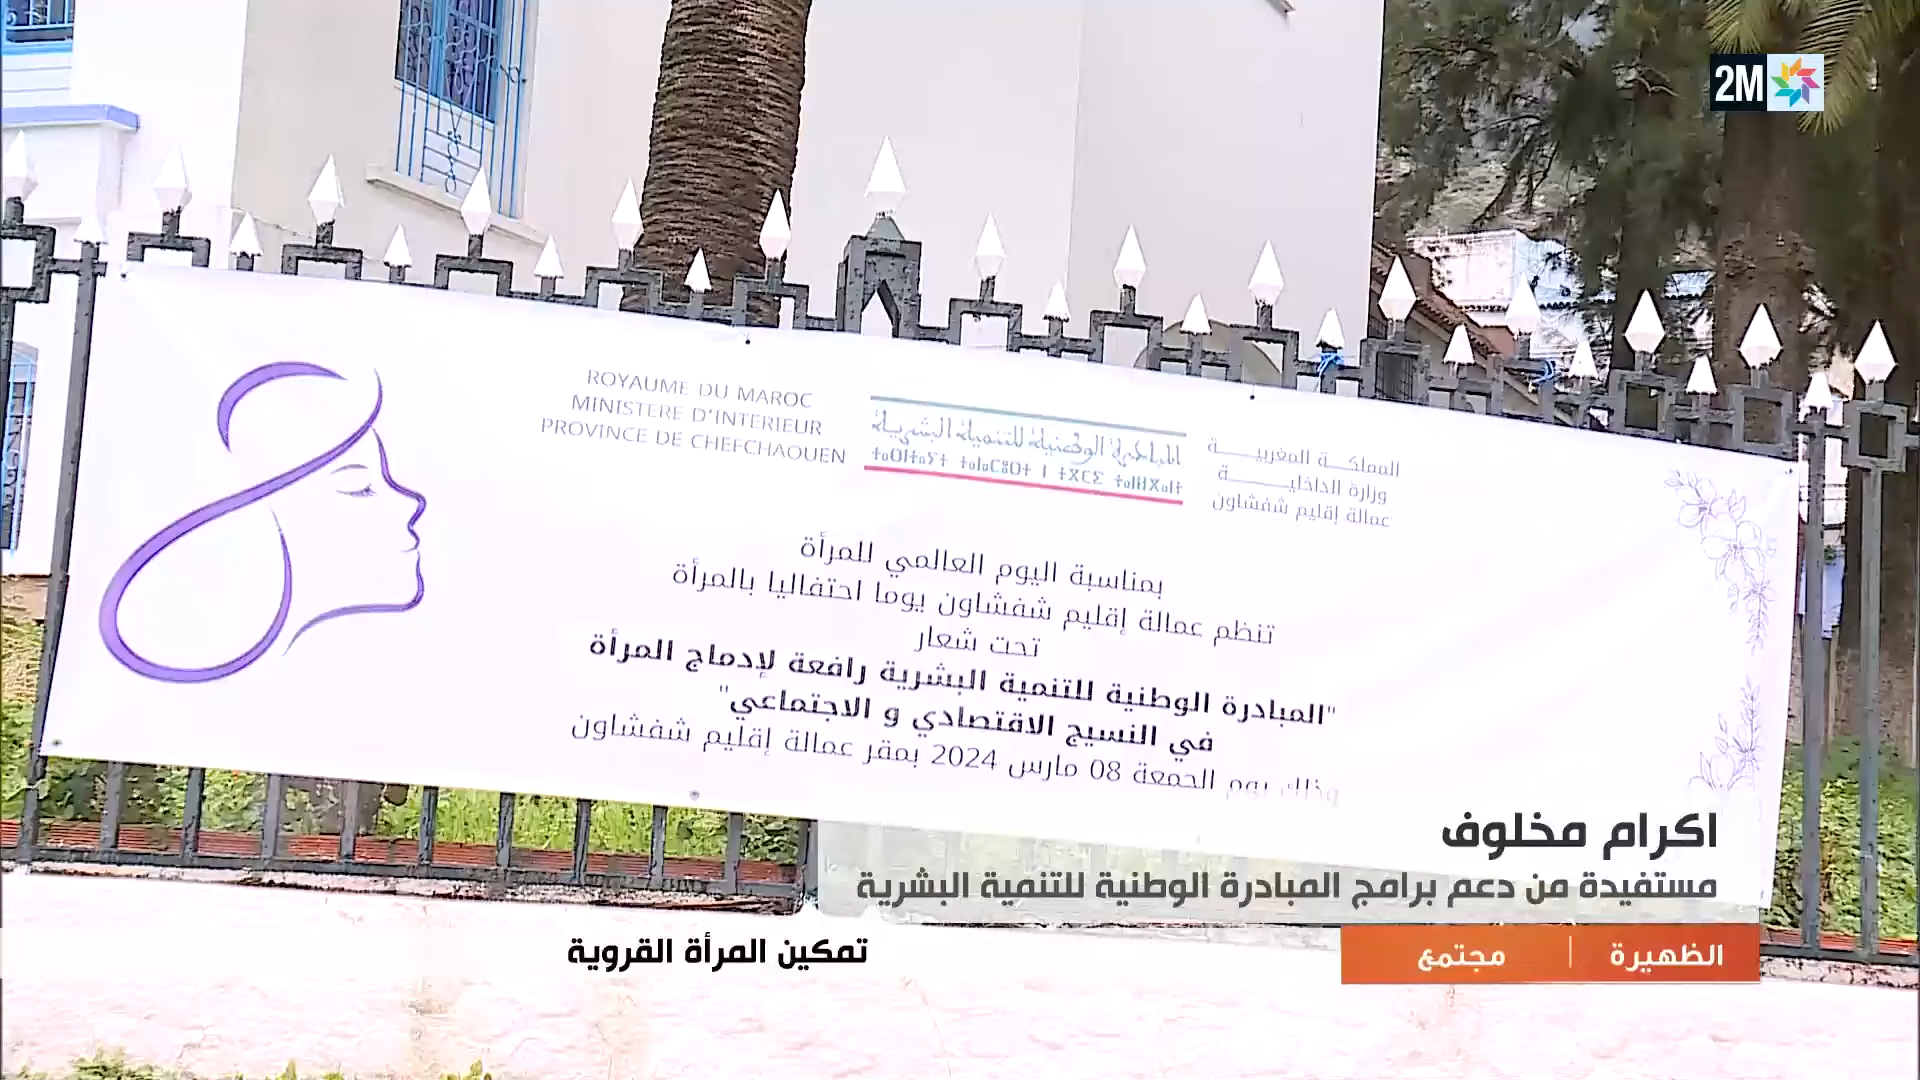 2M
ROYAUME DU MAROC
MINISTERE D'INTERIEUR
PROVINCE DE CHEFCHAOUEN
المبادرة الوطنية للتنمية البشرية
المملكـــة المغربيـــــة
وزارة الداخليـــــــــة
عمالة إقليم شفشاون
بمناسبة اليوم العالمي للمرأة
تنظم عمالة إقليم شفشاون يوما احتفاليا بالمرأة
تحت شعار
"المبادرة الوطنية للتنمية البشرية رافعة لإدماج المرأة
في النسيج الاقتصادي و الاجتماعي"
وذلك يوم الجمعة 08 مارس 2024 بمقر عمالة إقليم شفشاون
اكرام مخلوف
مستفيدة من دعم برامج المبادرة الوطنية للتنمية البشرية
الظهيرة | مجتمع
تمكين المرأة القروية